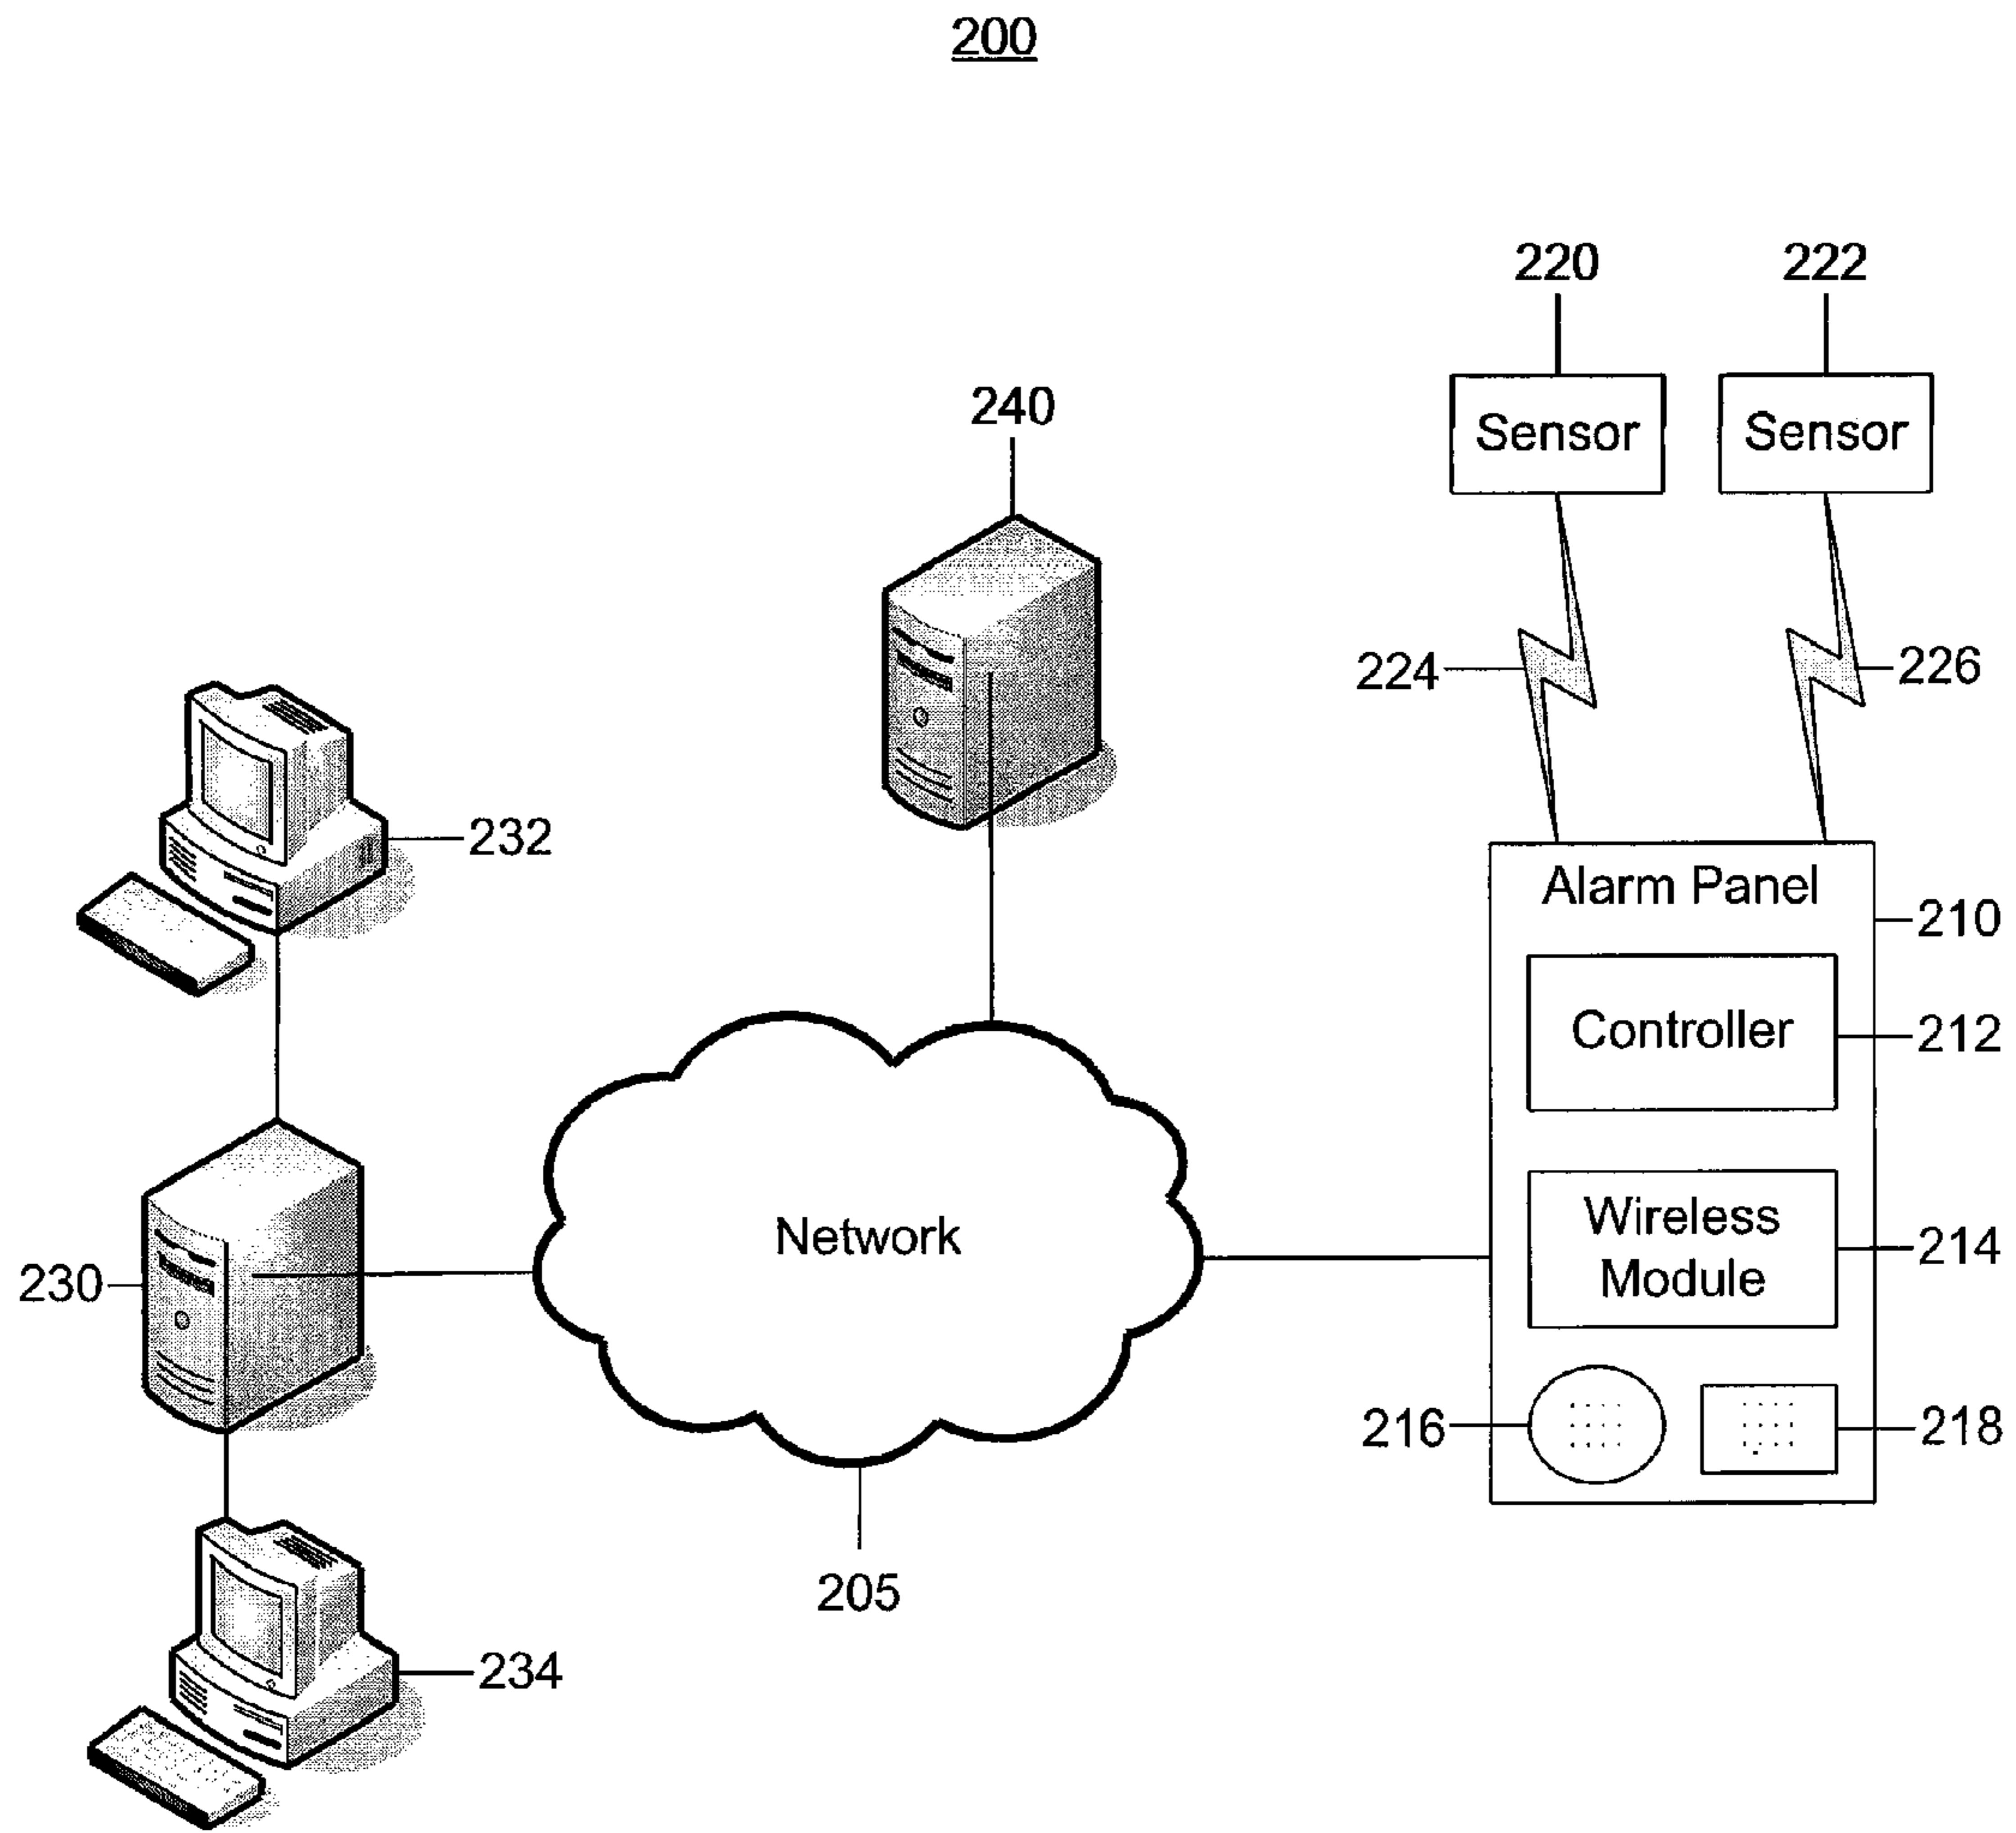 200
220
222
240
Sensor
Sensor
224
226
232
Alarm Panel
210
Controller
212
Network
Wireless
Module
214
230
216
218
205
234